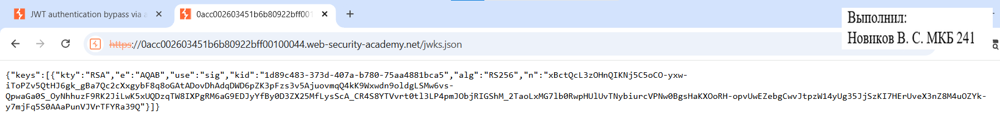 JWT authentication bypass via a
0acc002603451b6b80922bff001
Выполнил:
Новиков В. С. МКБ 241
https://0acc002603451b6b80922bff00100044.web-security-academy.net/jwks.json
{"keys":[{"kty":"RSA","e":"AQAB","use":"sig","kid":"1d89c483-373d-407a-b780-75aa4881bca5","alg":"RS256","n":"xBctQcL3zOHnQIKNj5C5oCO-yxw-
iToPZv5QtHJ6gk_gBa7Qc2cXxgybF8q8oGAtADovDhAdqDWD6pZK3pFzs3v5AjuovmqQ4kK9Wxwdn9oldgLSMw6vs-
QpwaGa0S_OyNhhuzF9RK2JiLwK5xUQDzqTW8IXPgRM6aG9EDJyYfBy0D3ZX25MfLysScA_CR4S8YTVvrt0tl3LP4pmJObjRIGShM_2TaoLxMG7lb0RwpHUlUvTNybiurcVPNw0BgsHaKXOoRH-opvUwEZebgCwvJtpzW14yUg35JjSzKI7HErUveX3nZ8M4uOZYk-
y7mjFq5S0AAaPunVJVrTFYRa39Q"}]}